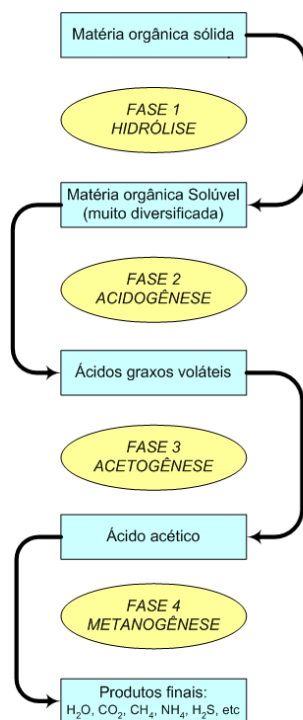 Matéria orgânica sólida
FASE 1
HIDRÓLISE
Matéria orgânica Solúvel
(muito diversificada)
FASE 2
ACIDOGÊNESE
Ácidos graxos voláteis
FASE 3
ACETOGÊNESE
Ácido acético
FASE 4
METANOGÊNESE
Produtos finais:
H₂O, CO₂, CH₄, NH₄, H₂S, etc